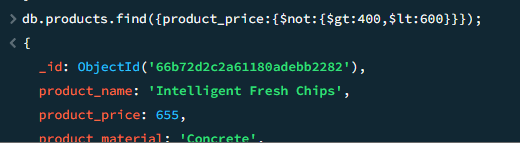 > db.products.find({product_price:{$not:{$gt:400,$lt:600}}});
< {
_id: ObjectId('66b72d2c2a61180adebb2282'),
product_name: 'Intelligent Fresh Chips',
product_price: 655,
product_material: 'Concrete',